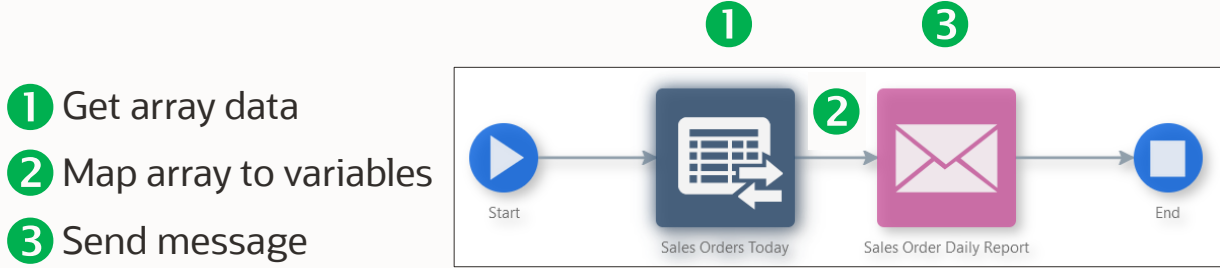 1 3
1 Get array data
2 Map array to variables
3 Send message
2
Start
Sales Orders Today
Sales Order Daily Report
End